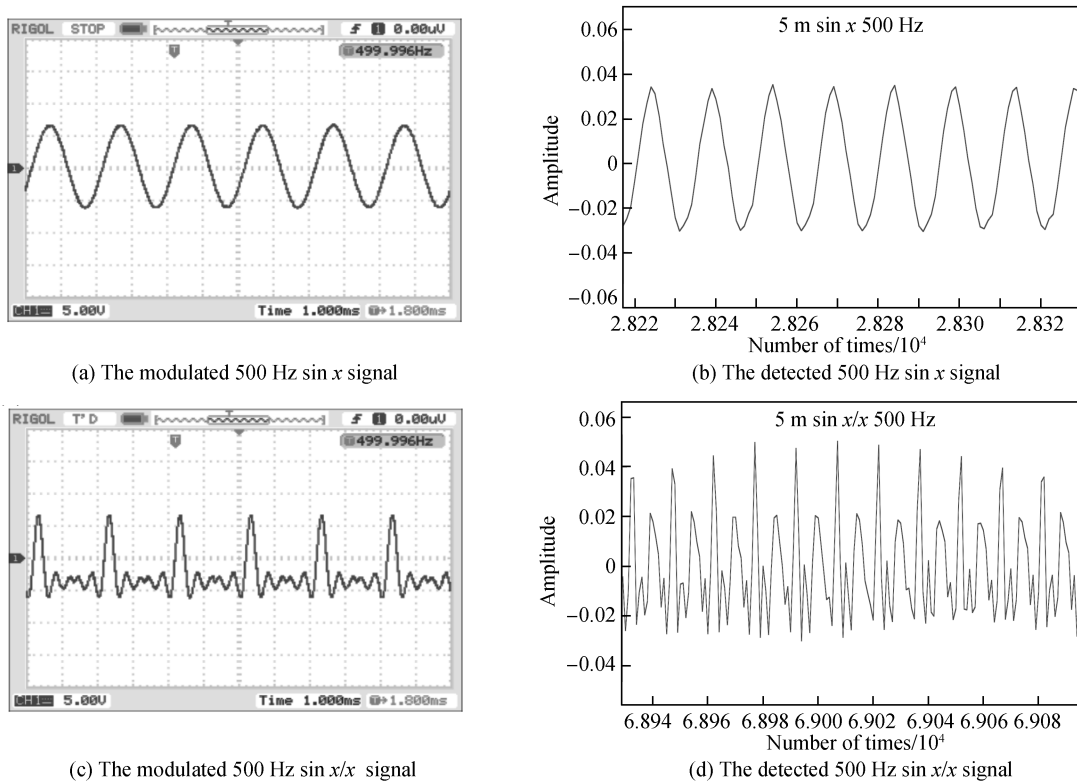 RIGOL STOP 0.00uV
499.996Hz
1
CH1 5.00V Time 1.000ms T→1.800ms
(a) The modulated 500 Hz sin x signal
5 m sin x 500 Hz
Amplitude
0.06
0.04
0.02
0
−0.02
−0.04
−0.06
2.822 2.824 2.826 2.828 2.830 2.832
Number of times/10⁴
(b) The detected 500 Hz sin x signal
RIGOL T'D 0.00uV
499.996Hz
1
CH1 5.00V Time 1.000ms T→1.800ms
(c) The modulated 500 Hz sin x/x signal
5 m sin x/x 500 Hz
Amplitude
0.06
0.04
0.02
0
−0.02
−0.04
6.894 6.896 6.898 6.900 6.902 6.904 6.906 6.908
Number of times/10⁴
(d) The detected 500 Hz sin x/x signal